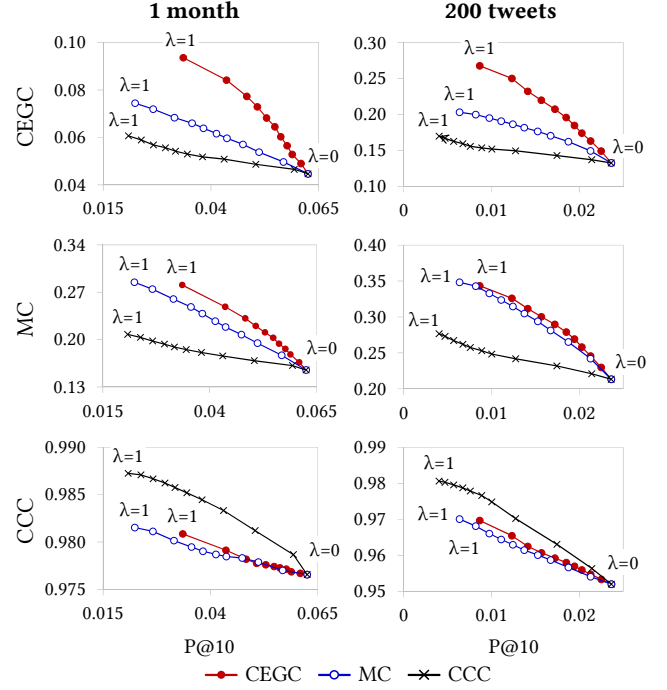 1 month
200 tweets
CEGC
0.10
0.08
0.06
0.04
λ=1
λ=1
λ=1
λ=0
0.015
0.04
0.065
0.30
0.25
0.20
0.15
0.10
λ=1
λ=1
λ=1
λ=0
0
0.01
0.02
MC
0.34
0.27
0.20
0.13
λ=1
λ=1
λ=1
λ=0
0.015
0.04
0.065
0.40
0.35
0.30
0.25
0.20
λ=1
λ=1
λ=1
λ=0
0
0.01
0.02
CCC
0.990
0.985
0.980
0.975
λ=1
λ=1
λ=1
λ=0
0.015
0.04
0.065
0.99
0.98
0.97
0.96
0.95
λ=1
λ=1
λ=1
λ=0
0
0.01
0.02
P@10
P@10
CEGC MC CCC